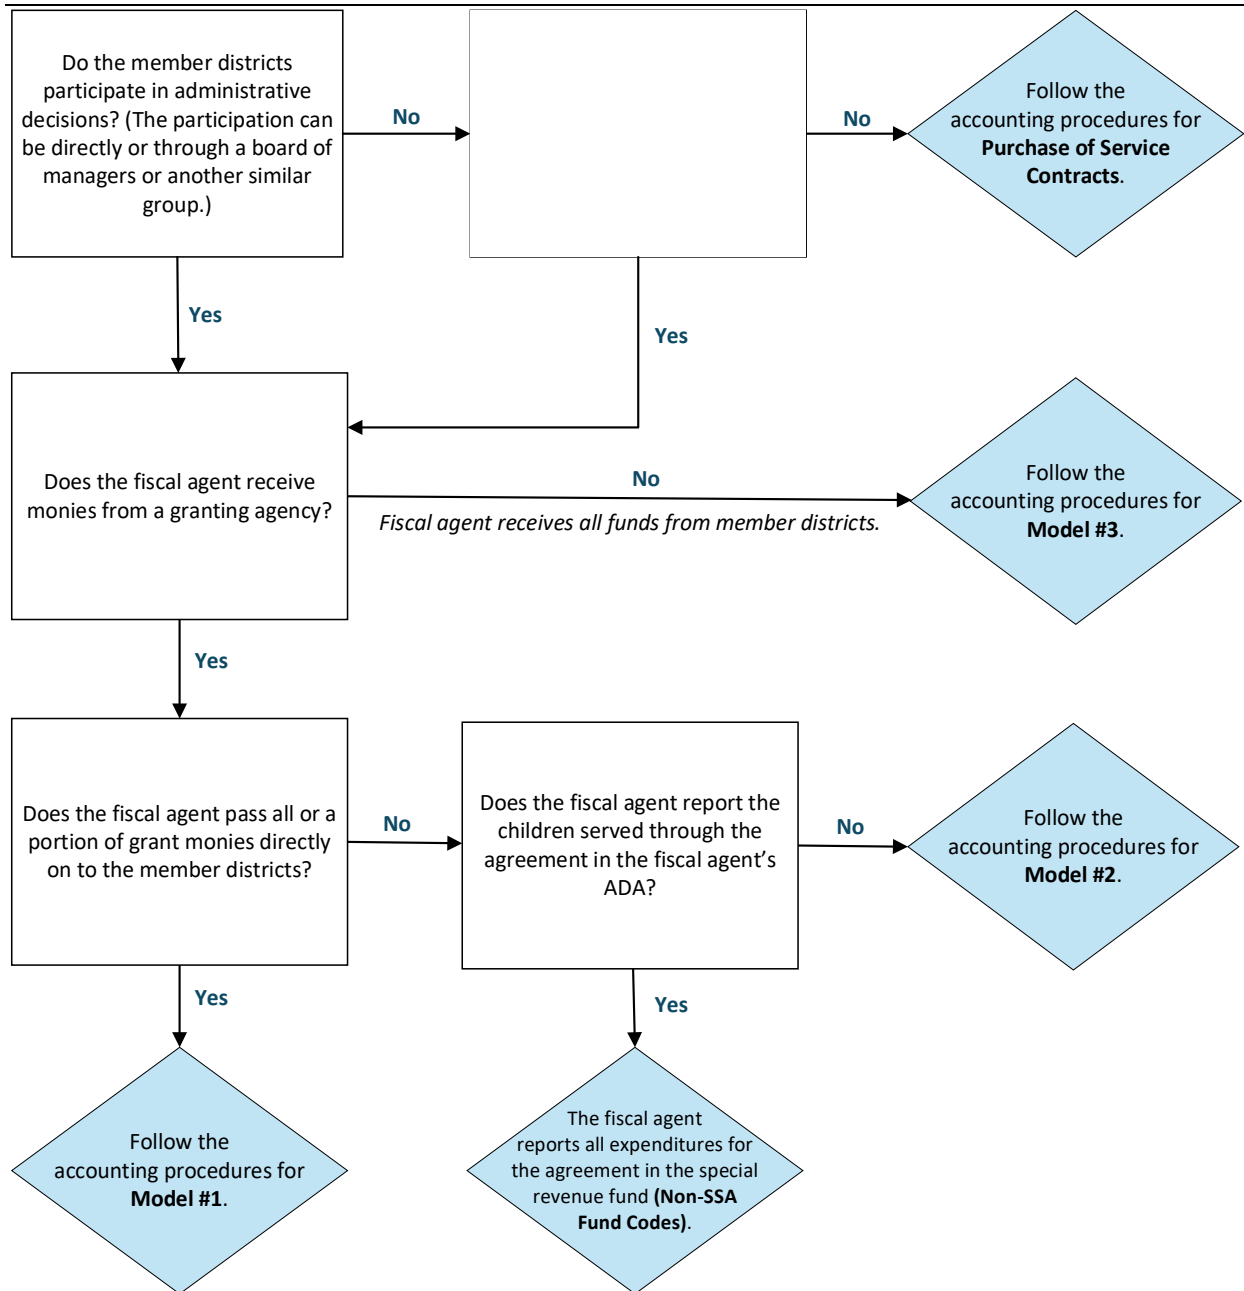 Do the member districts
participate in administrative
decisions? (The participation can
be directly or through a board of
managers or another similar
group.)
No
No
Follow the
accounting procedures for
Purchase of Service
Contracts.
Yes
Yes
Does the fiscal agent receive
monies from a granting agency?
No
Fiscal agent receives all funds from member districts.
Follow the
accounting procedures for
Model #3.
Yes
Does the fiscal agent pass all or a
portion of grant monies directly
on to the member districts?
No
Does the fiscal agent report the
children served through the
agreement in the fiscal agent’s
ADA?
No
Follow the
accounting procedures for
Model #2.
Yes
Yes
Follow the
accounting procedures for
Model #1.
The fiscal agent
reports all expenditures for
the agreement in the special
revenue fund (Non-SSA
Fund Codes).